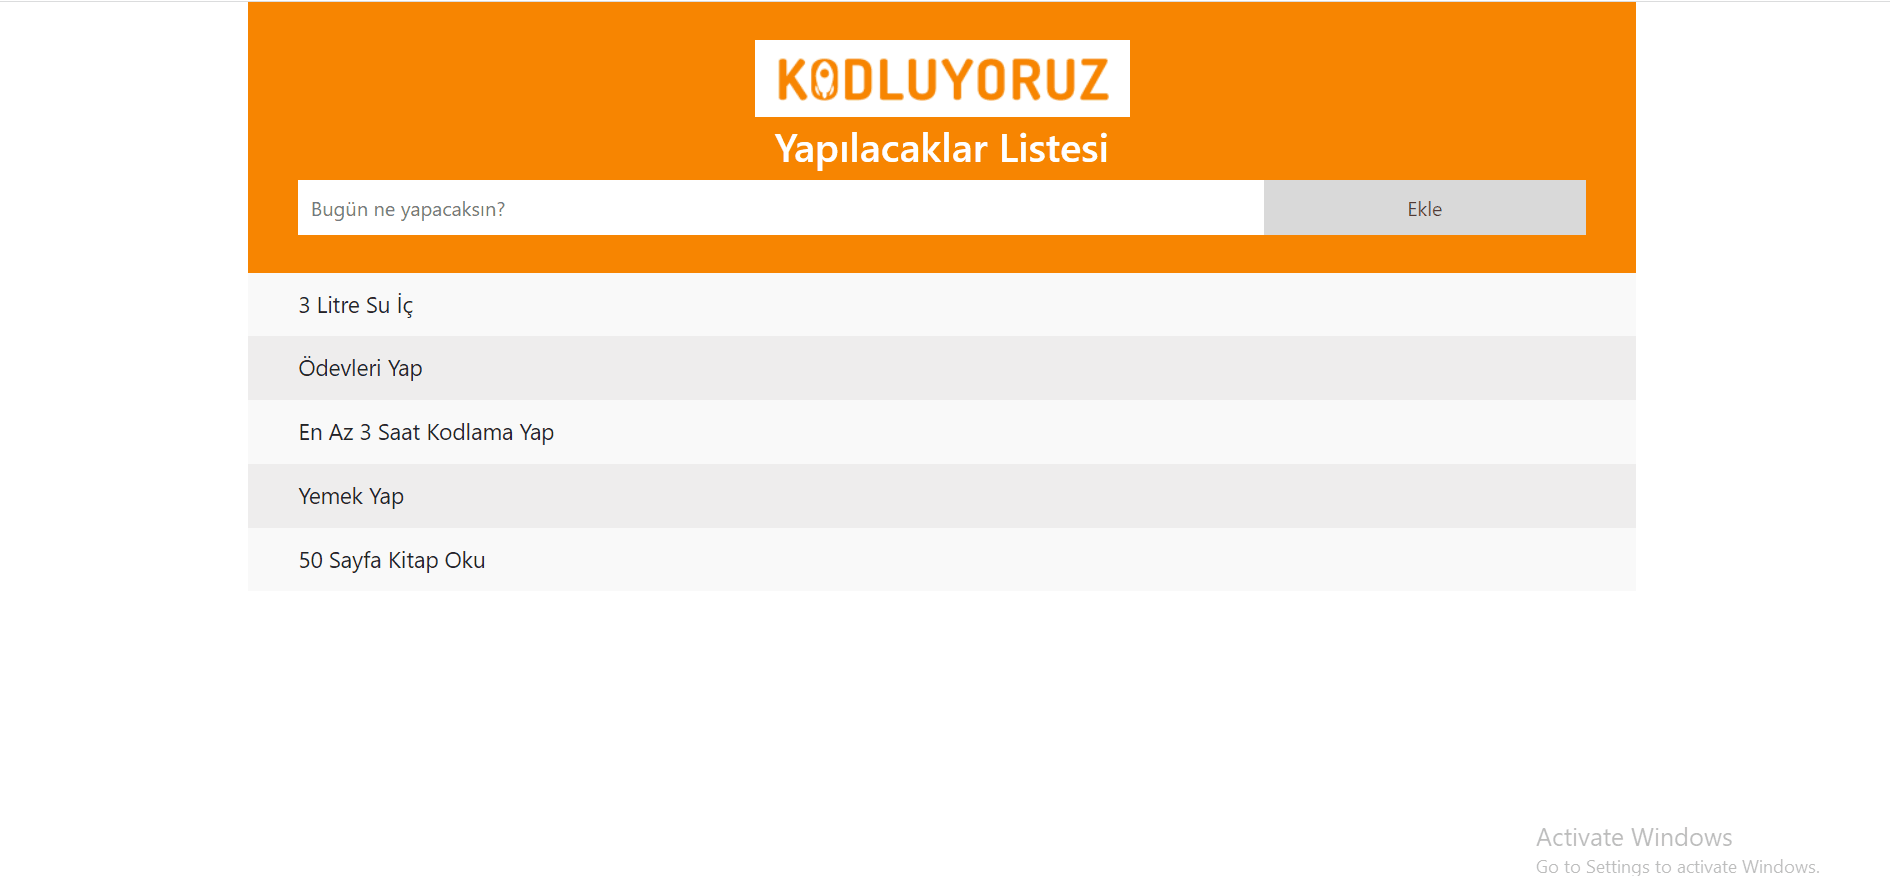 KODLUYORUZ
Yapılacaklar Listesi
Bugün ne yapacaksın?
Ekle
3 Litre Su İç
Ödevleri Yap
En Az 3 Saat Kodlama Yap
Yemek Yap
50 Sayfa Kitap Oku
Activate Windows
Go to Settings to activate Windows.